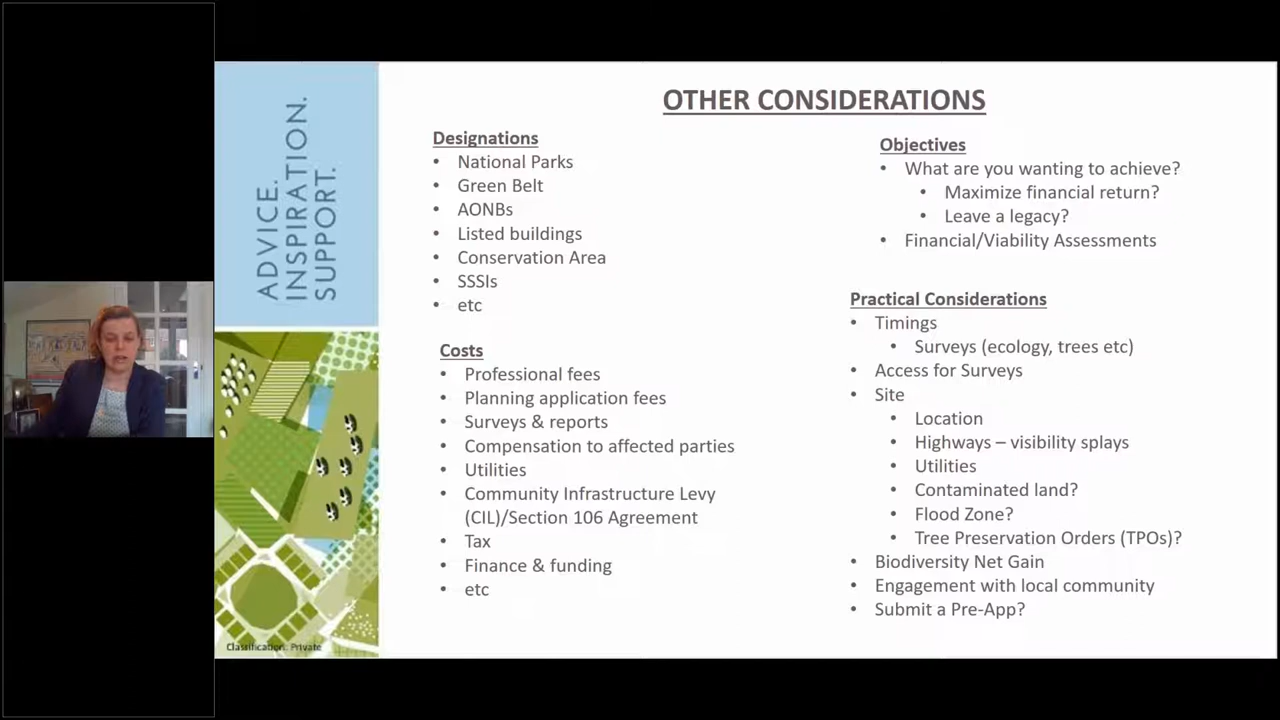 ADVICE.
INSPIRATION.
SUPPORT.
Classification: Private
OTHER CONSIDERATIONS
Designations
• National Parks
• Green Belt
• AONBs
• Listed buildings
• Conservation Area
• SSSIs
• etc
Costs
• Professional fees
• Planning application fees
• Surveys & reports
• Compensation to affected parties
• Utilities
• Community Infrastructure Levy
(CIL)/Section 106 Agreement
• Tax
• Finance & funding
• etc
Objectives
• What are you wanting to achieve?
• Maximize financial return?
• Leave a legacy?
• Financial/Viability Assessments
Practical Considerations
• Timings
• Surveys (ecology, trees etc)
• Access for Surveys
• Site
• Location
• Highways – visibility splays
• Utilities
• Contaminated land?
• Flood Zone?
• Tree Preservation Orders (TPOs)?
• Biodiversity Net Gain
• Engagement with local community
• Submit a Pre-App?